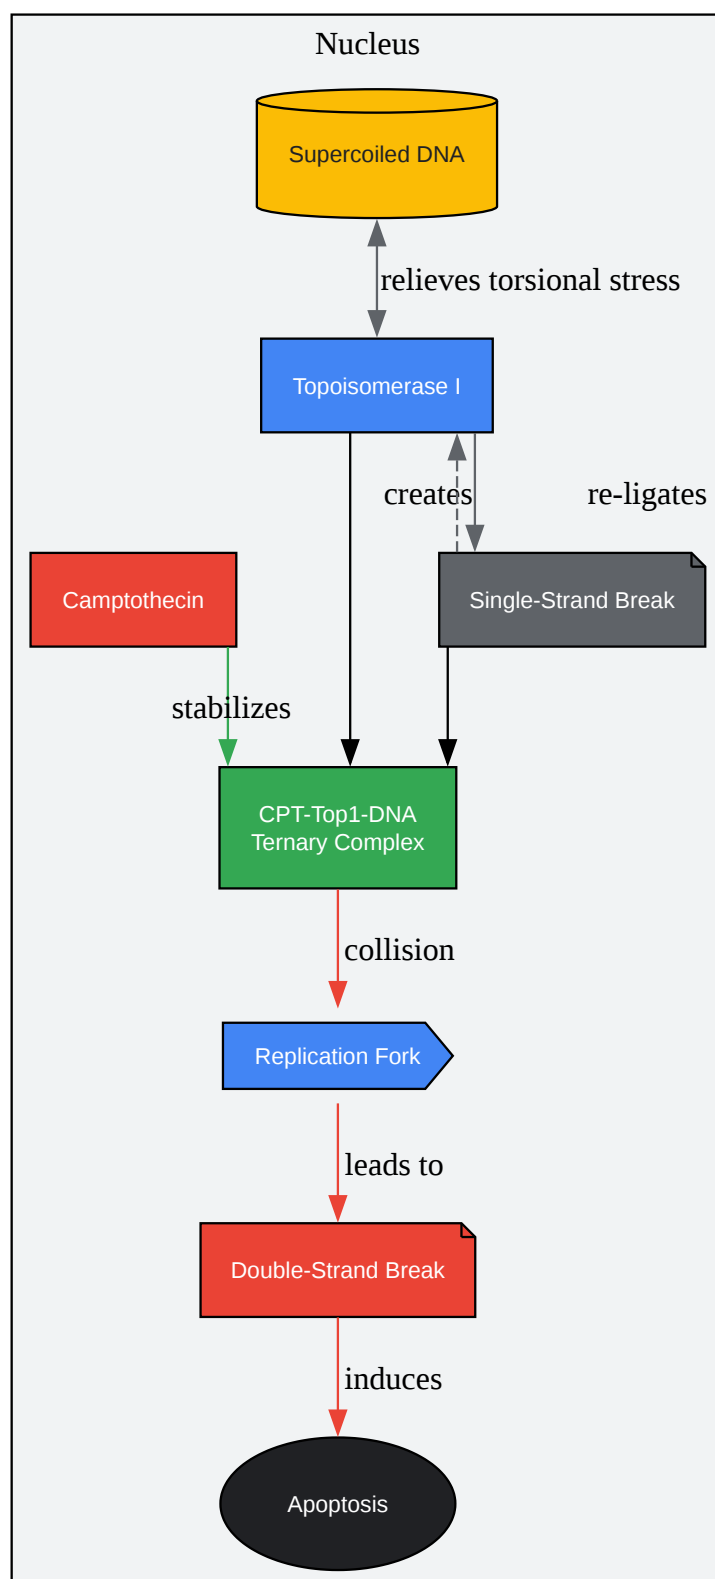 Nucleus
Supercoiled DNA
relieves torsional stress
Topoisomerase I
creates
re-ligates
Camptothecin
Single-Strand Break
stabilizes
CPT-Top1-DNA
Ternary Complex
collision
Replication Fork
leads to
Double-Strand Break
induces
Apoptosis